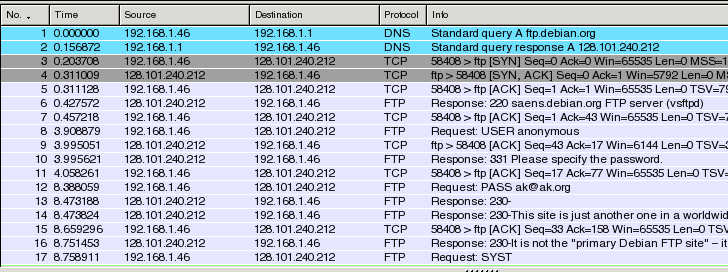 No. Time Source Destination Protocol Info
1 0.000000 192.168.1.46 192.168.1.1 DNS Standard query A ftp.debian.org
2 0.156872 192.168.1.1 192.168.1.46 DNS Standard query response A 128.101.240.212
3 0.203708 192.168.1.46 128.101.240.212 TCP 58408 > ftp [SYN] Seq=0 Ack=0 Win=65535 Len=0 MSS=1
4 0.311009 128.101.240.212 192.168.1.46 TCP ftp > 58408 [SYN, ACK] Seq=0 Ack=1 Win=5792 Len=0 MS
5 0.311128 192.168.1.46 128.101.240.212 TCP 58408 > ftp [ACK] Seq=1 Ack=1 Win=65535 Len=0 TSV=79
6 0.427572 128.101.240.212 192.168.1.46 FTP Response: 220 saens.debian.org FTP server (vsftpd)
7 0.457218 192.168.1.46 128.101.240.212 TCP 58408 > ftp [ACK] Seq=1 Ack=43 Win=65535 Len=0 TSV=
8 3.908879 192.168.1.46 128.101.240.212 FTP Request: USER anonymous
9 3.995051 128.101.240.212 192.168.1.46 TCP ftp > 58408 [ACK] Seq=43 Ack=17 Win=6144 Len=0 TSV=
10 3.995621 128.101.240.212 192.168.1.46 FTP Response: 331 Please specify the password.
11 4.058261 192.168.1.46 128.101.240.212 TCP 58408 > ftp [ACK] Seq=17 Ack=77 Win=65535 Len=0 TSV=
12 8.388059 192.168.1.46 128.101.240.212 FTP Request: PASS ak@ak.org
13 8.473188 128.101.240.212 192.168.1.46 FTP Response: 230-
14 8.473824 128.101.240.212 192.168.1.46 FTP Response: 230-This site is just another one in a worldwid
15 8.659296 192.168.1.46 128.101.240.212 TCP 58408 > ftp [ACK] Seq=33 Ack=158 Win=65535 Len=0 TS
16 8.751453 128.101.240.212 192.168.1.46 FTP Response: 230-It is not the "primary Debian FTP site" – it
17 8.758911 192.168.1.46 128.101.240.212 FTP Request: SYST